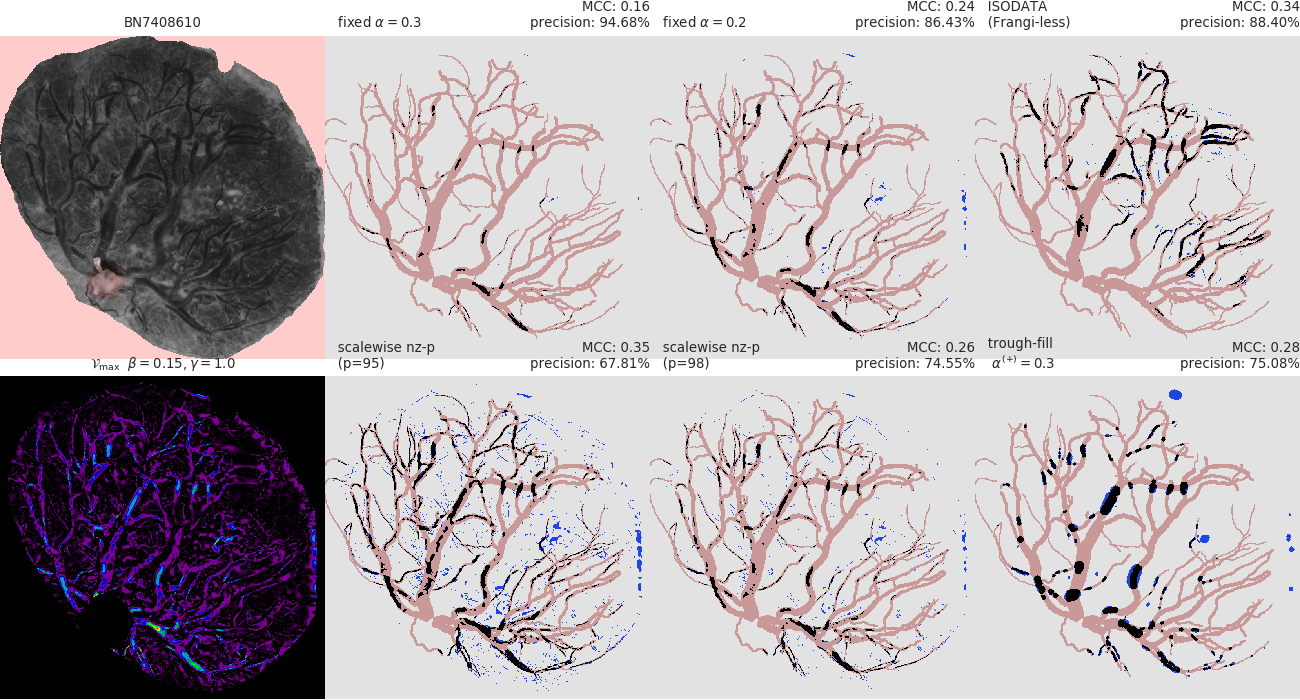 BN7408610
fixed α = 0.3
MCC: 0.16
precision: 94.68%
fixed α = 0.2
MCC: 0.24
precision: 86.43%
ISODATA
(Frangi-less)
MCC: 0.34
precision: 88.40%
𝒱max β = 0.15, γ = 1.0
scalewise nz-p
(p=95)
MCC: 0.35
precision: 67.81%
scalewise nz-p
(p=98)
MCC: 0.26
precision: 74.55%
trough-fill
α(+) = 0.3
MCC: 0.28
precision: 75.08%